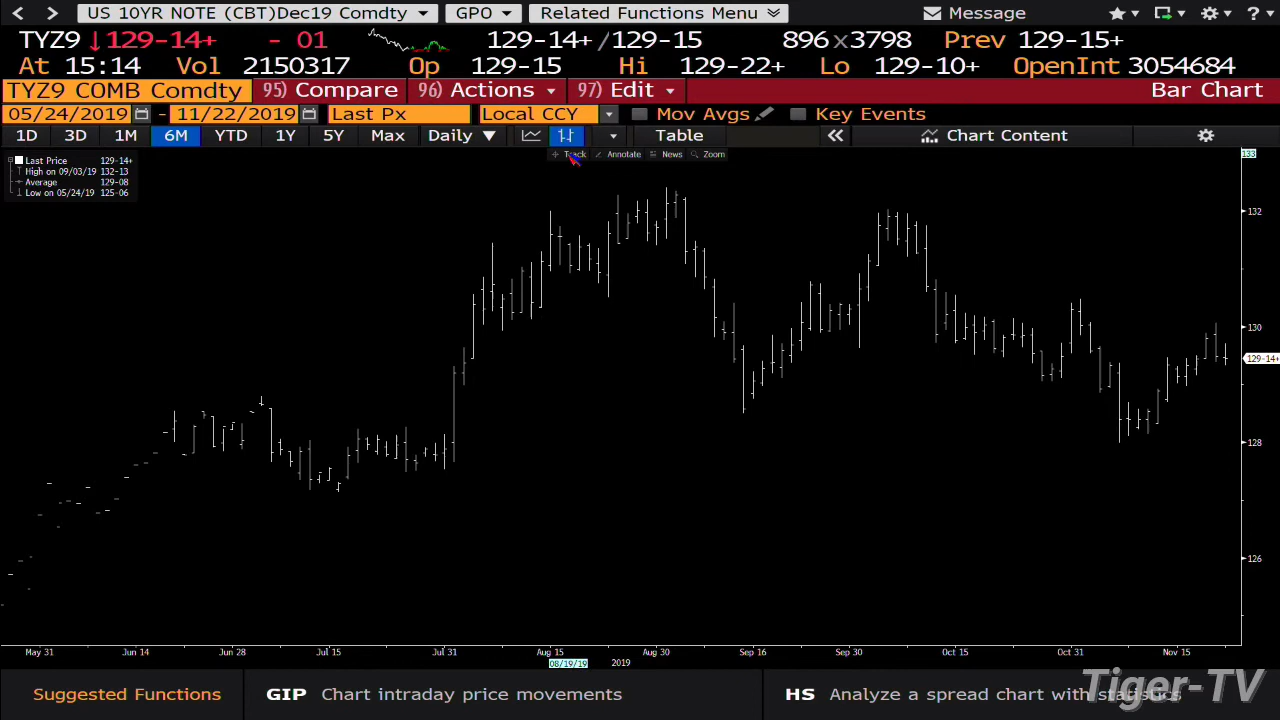 US 10YR NOTE (CBT)Dec19 Comdty GPO Related Functions Menu Message
TYZ9 ↓129-14+ - 01 129-14+/129-15 896x3798 Prev 129-15+
At 15:14 Vol 2150317 Op 129-15 Hi 129-22+ Lo 129-10+ OpenInt 3054684
TYZ9 COMB Comdty 95) Compare 96) Actions 97) Edit Bar Chart
05/24/2019 - 11/22/2019 Last Px Local CCY Mov Avgs Key Events
1D 3D 1M 6M YTD 1Y 5Y Max Daily ▼ Table « Chart Content
Track Annotate News Zoom
133
Last Price 129-14+
High on 09/03/19 132-13
Average 129-08
Low on 05/24/19 125-06
132
130
129-14+
128
126
May 31 Jun 14 Jun 28 Jul 15 Jul 31 Aug 15 Aug 30 Sep 16 Sep 30 Oct 15 Oct 31 Nov 15
08/19/19 2019
Suggested Functions GIP Chart intraday price movements HS Analyze a spread chart with statistics
Tiger-TV